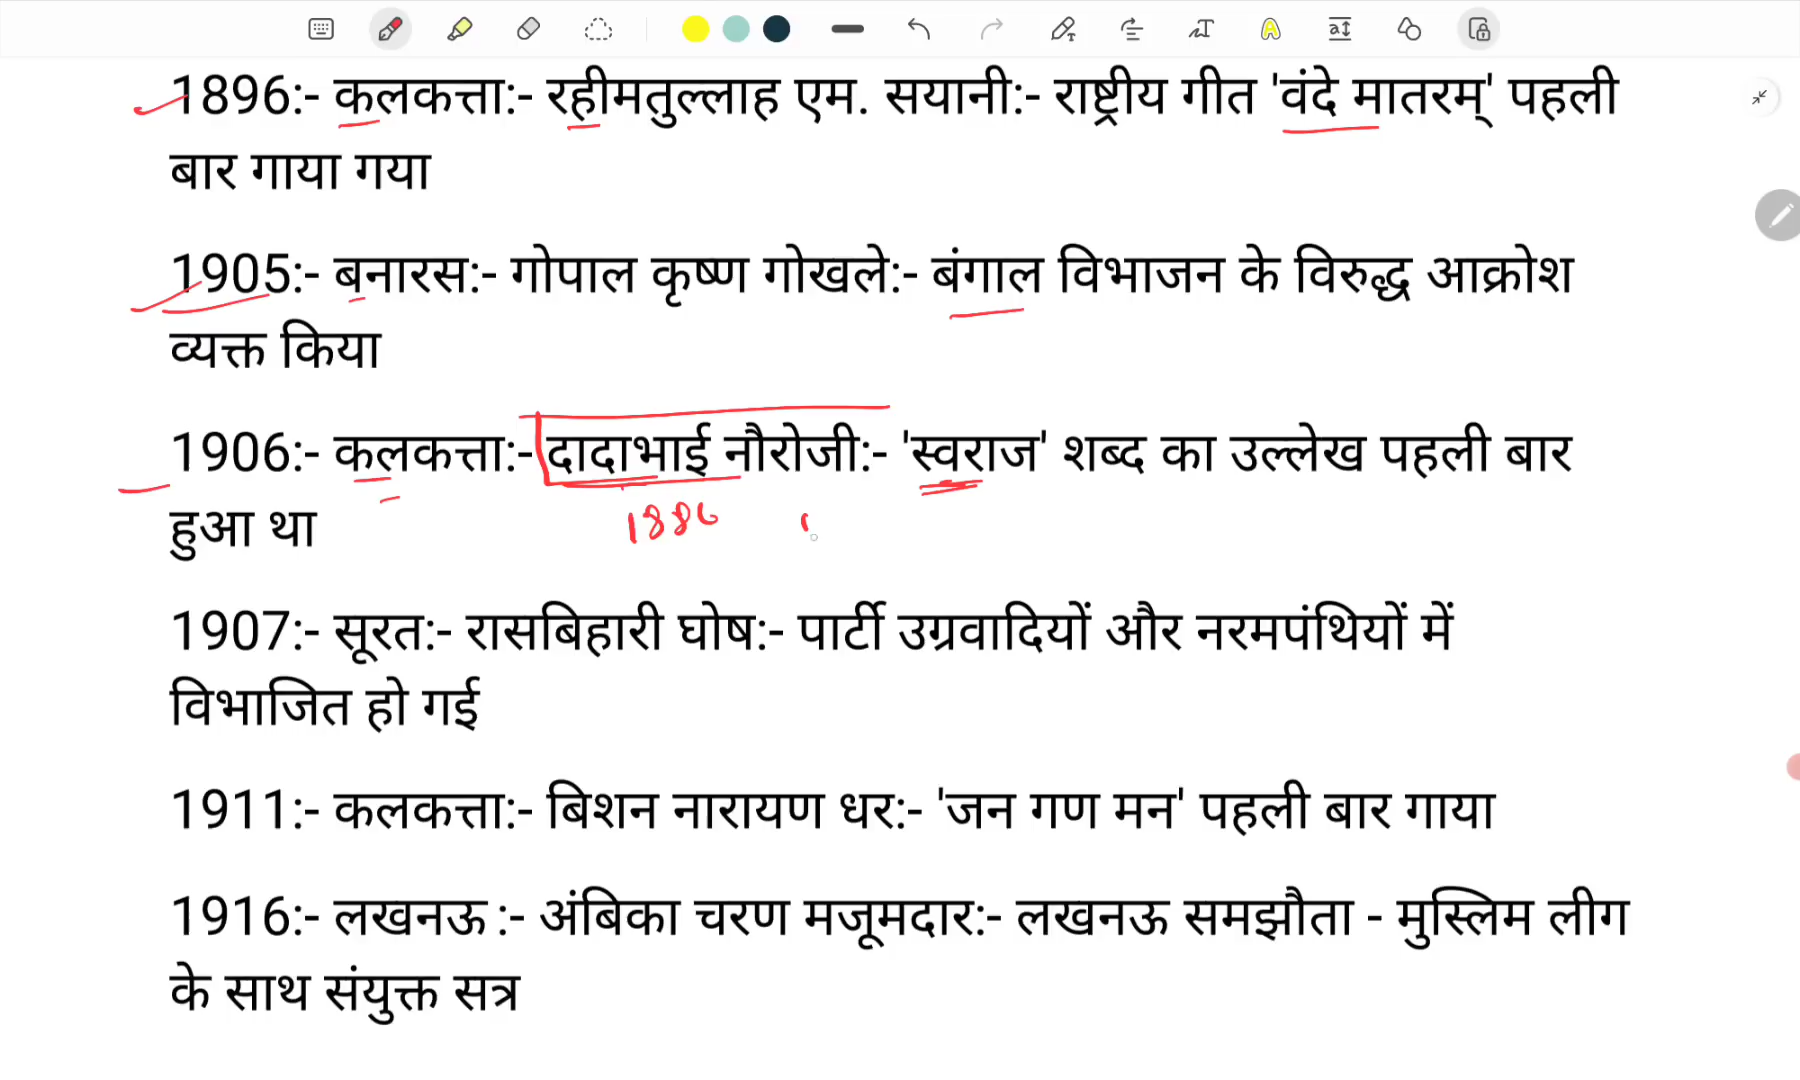 1896:- कलकत्ता:- रहीमतुल्लाह एम. सयानी:- राष्ट्रीय गीत 'वंदे मातरम्' पहली
बार गाया गया
1905:- बनारस:- गोपाल कृष्ण गोखले:- बंगाल विभाजन के विरुद्ध आक्रोश
व्यक्त किया
1906:- कलकत्ता:- दादाभाई नौरोजी:- 'स्वराज' शब्द का उल्लेख पहली बार
हुआ था
1886
1907:- सूरत:- रासबिहारी घोष:- पार्टी उग्रवादियों और नरमपंथियों में
विभाजित हो गई
1911:- कलकत्ता:- बिशन नारायण धर:- 'जन गण मन' पहली बार गाया
1916:- लखनऊ :- अंबिका चरण मजूमदार:- लखनऊ समझौता - मुस्लिम लीग
के साथ संयुक्त सत्र